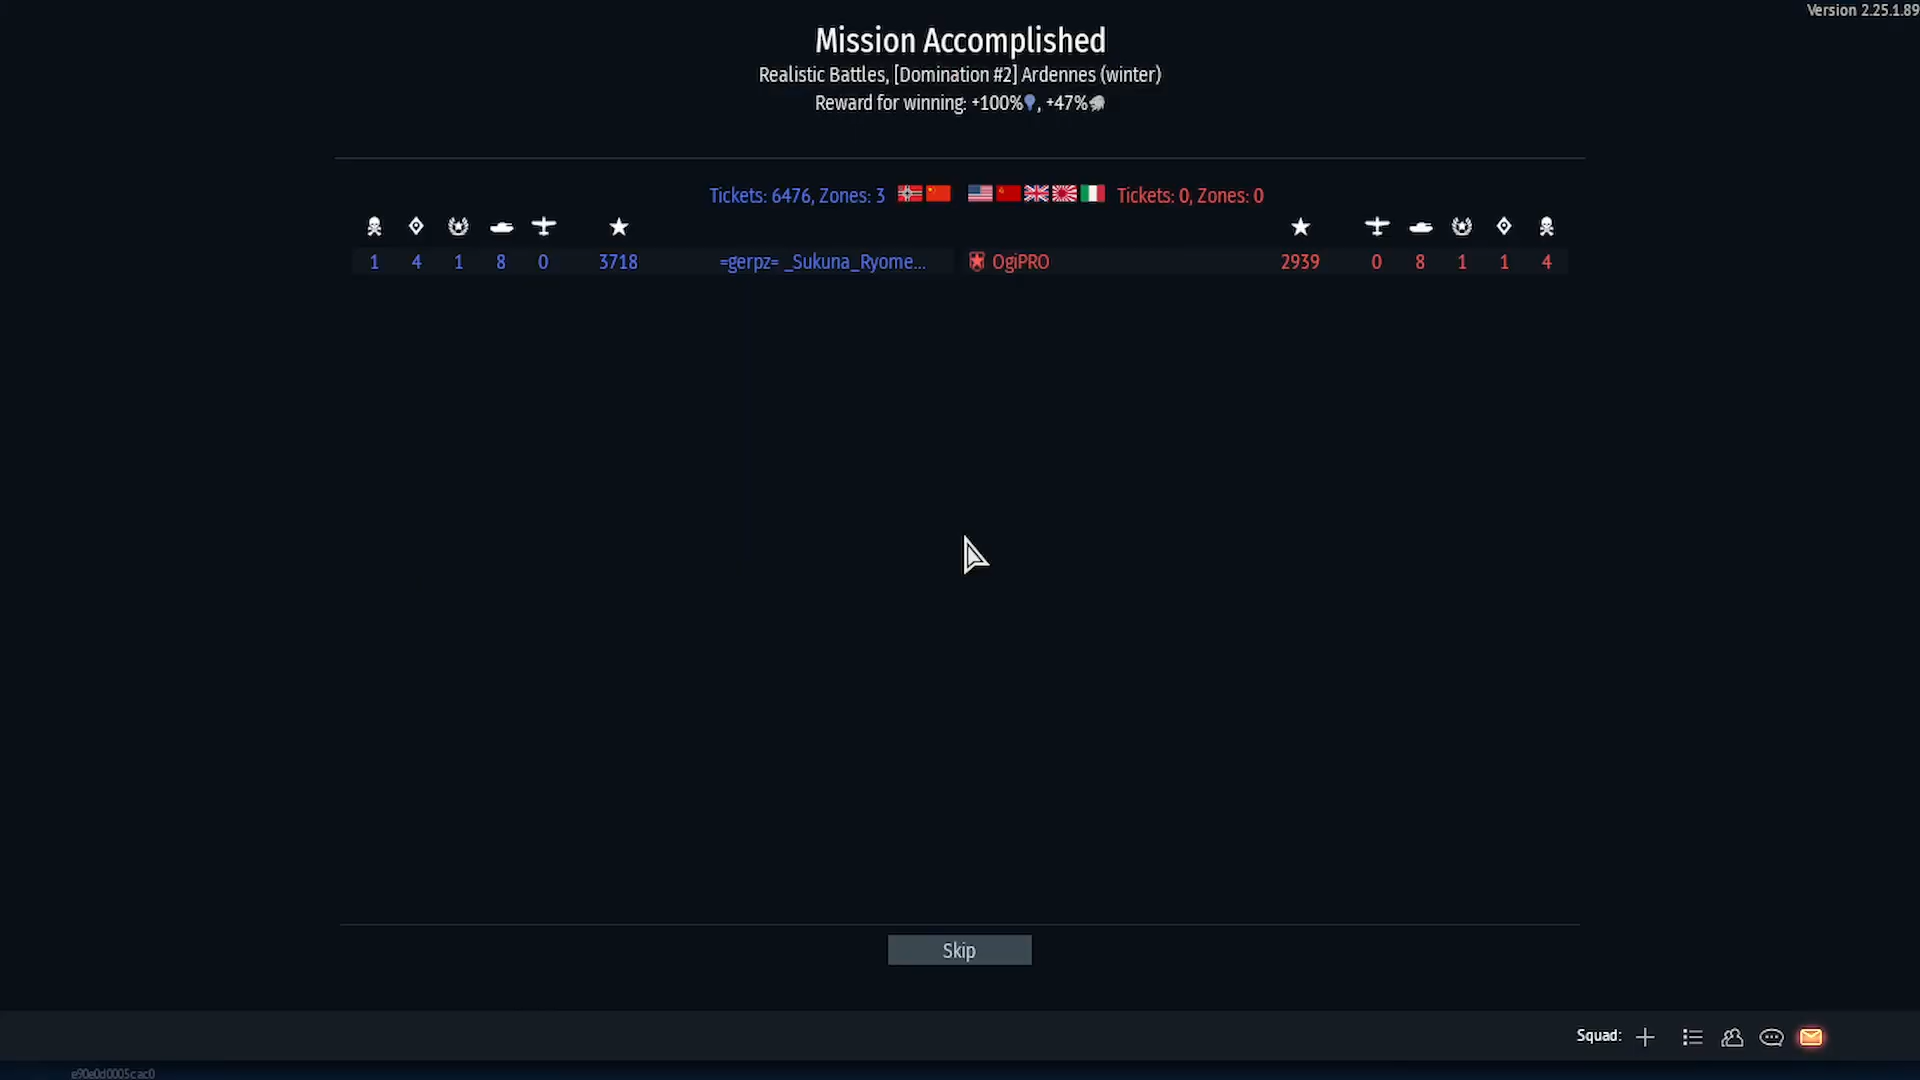 Version 2.25.1.89
Mission Accomplished
Realistic Battles, [Domination #2] Ardennes (winter)
Reward for winning: +100%, +47%
Tickets: 6476, Zones: 3 Tickets: 0, Zones: 0
1 4 1 8 0 3718 =gerpz= _Sukuna_Ryome... OgiPRO 2939 0 8 1 1 4
Skip
Squad:
e90e0d0005cac0